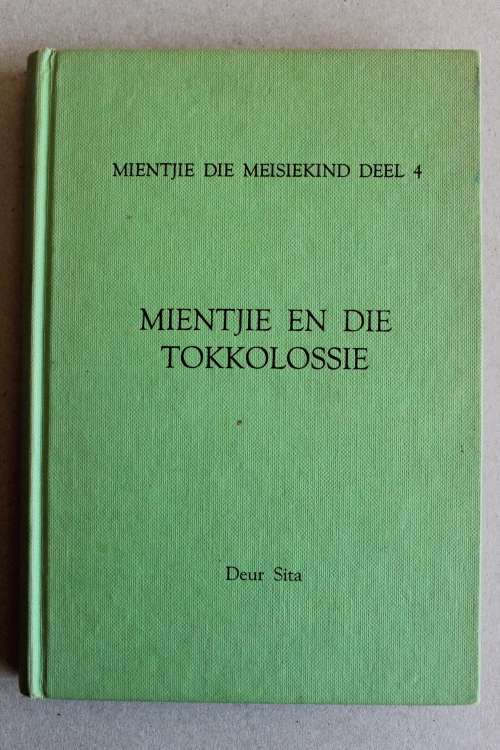 MIENTJIE DIE MEISIEKIND DEEL 4
MIENTJIE EN DIE
TOKKOLOSSIE
Deur Sita